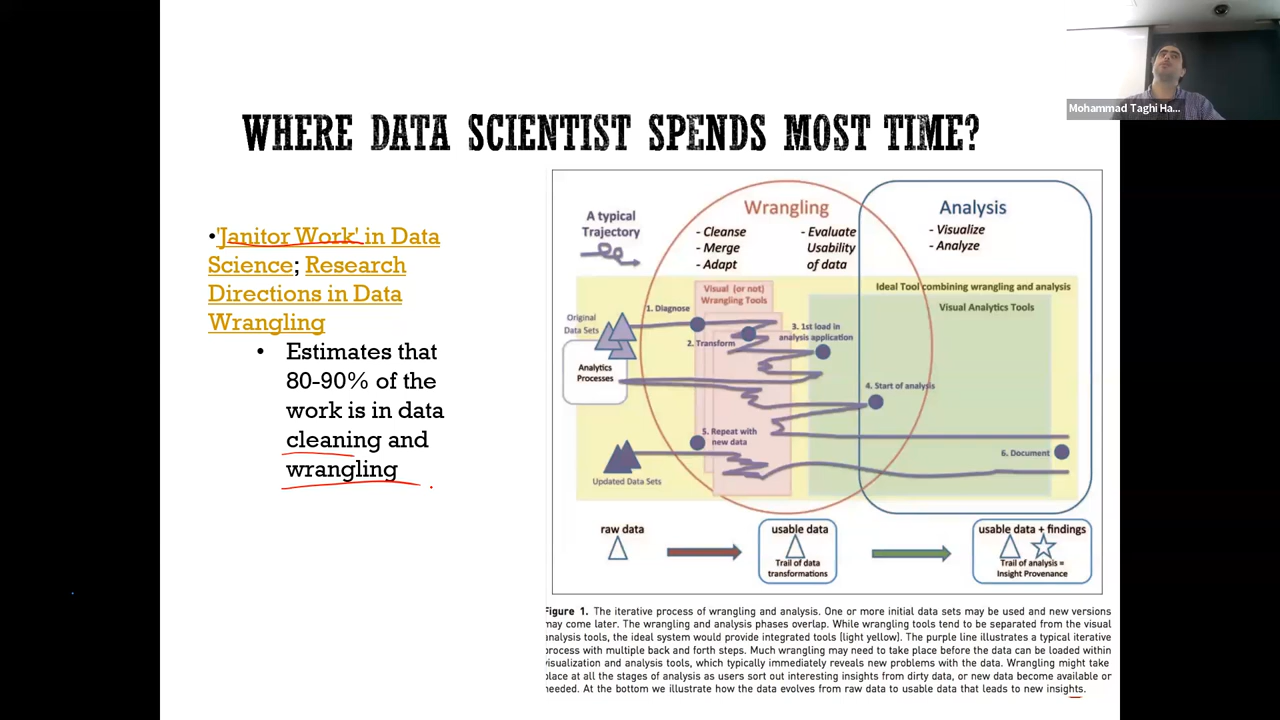 Mohammad Taghi Ha...
WHERE DATA SCIENTIST SPENDS MOST TIME?
•'Janitor Work' in Data
Science; Research
Directions in Data
Wrangling
• Estimates that
80-90% of the
work is in data
cleaning and
wrangling
A typical
Trajectory
Wrangling
- Cleanse
- Merge
- Adapt
- Evaluate
Usability
of data
Analysis
- Visualize
- Analyze
Ideal Tool combining wrangling and analysis
Visual (or not)
Wrangling Tools
Visual Analytics Tools
Original
Data Sets
1. Diagnose
2. Transform
3. 1st load in
analysis application
Analytics
Processes
4. Start of analysis
5. Repeat with
new data
6. Document
Updated Data Sets
raw data
usable data
Trail of data
transformations
usable data + findings
Trail of analysis =
Insight Provenance
Figure 1. The iterative process of wrangling and analysis. One or more initial data sets may be used and new versions
may come later. The wrangling and analysis phases overlap. While wrangling tools tend to be separated from the visual
analysis tools, the ideal system would provide integrated tools (light yellow). The purple line illustrates a typical iterative
process with multiple back and forth steps. Much wrangling may need to take place before the data can be loaded within
visualization and analysis tools, which typically immediately reveals new problems with the data. Wrangling might take
place at all the stages of analysis as users sort out interesting insights from dirty data, or new data become available or
needed. At the bottom we illustrate how the data evolves from raw data to usable data that leads to new insights.